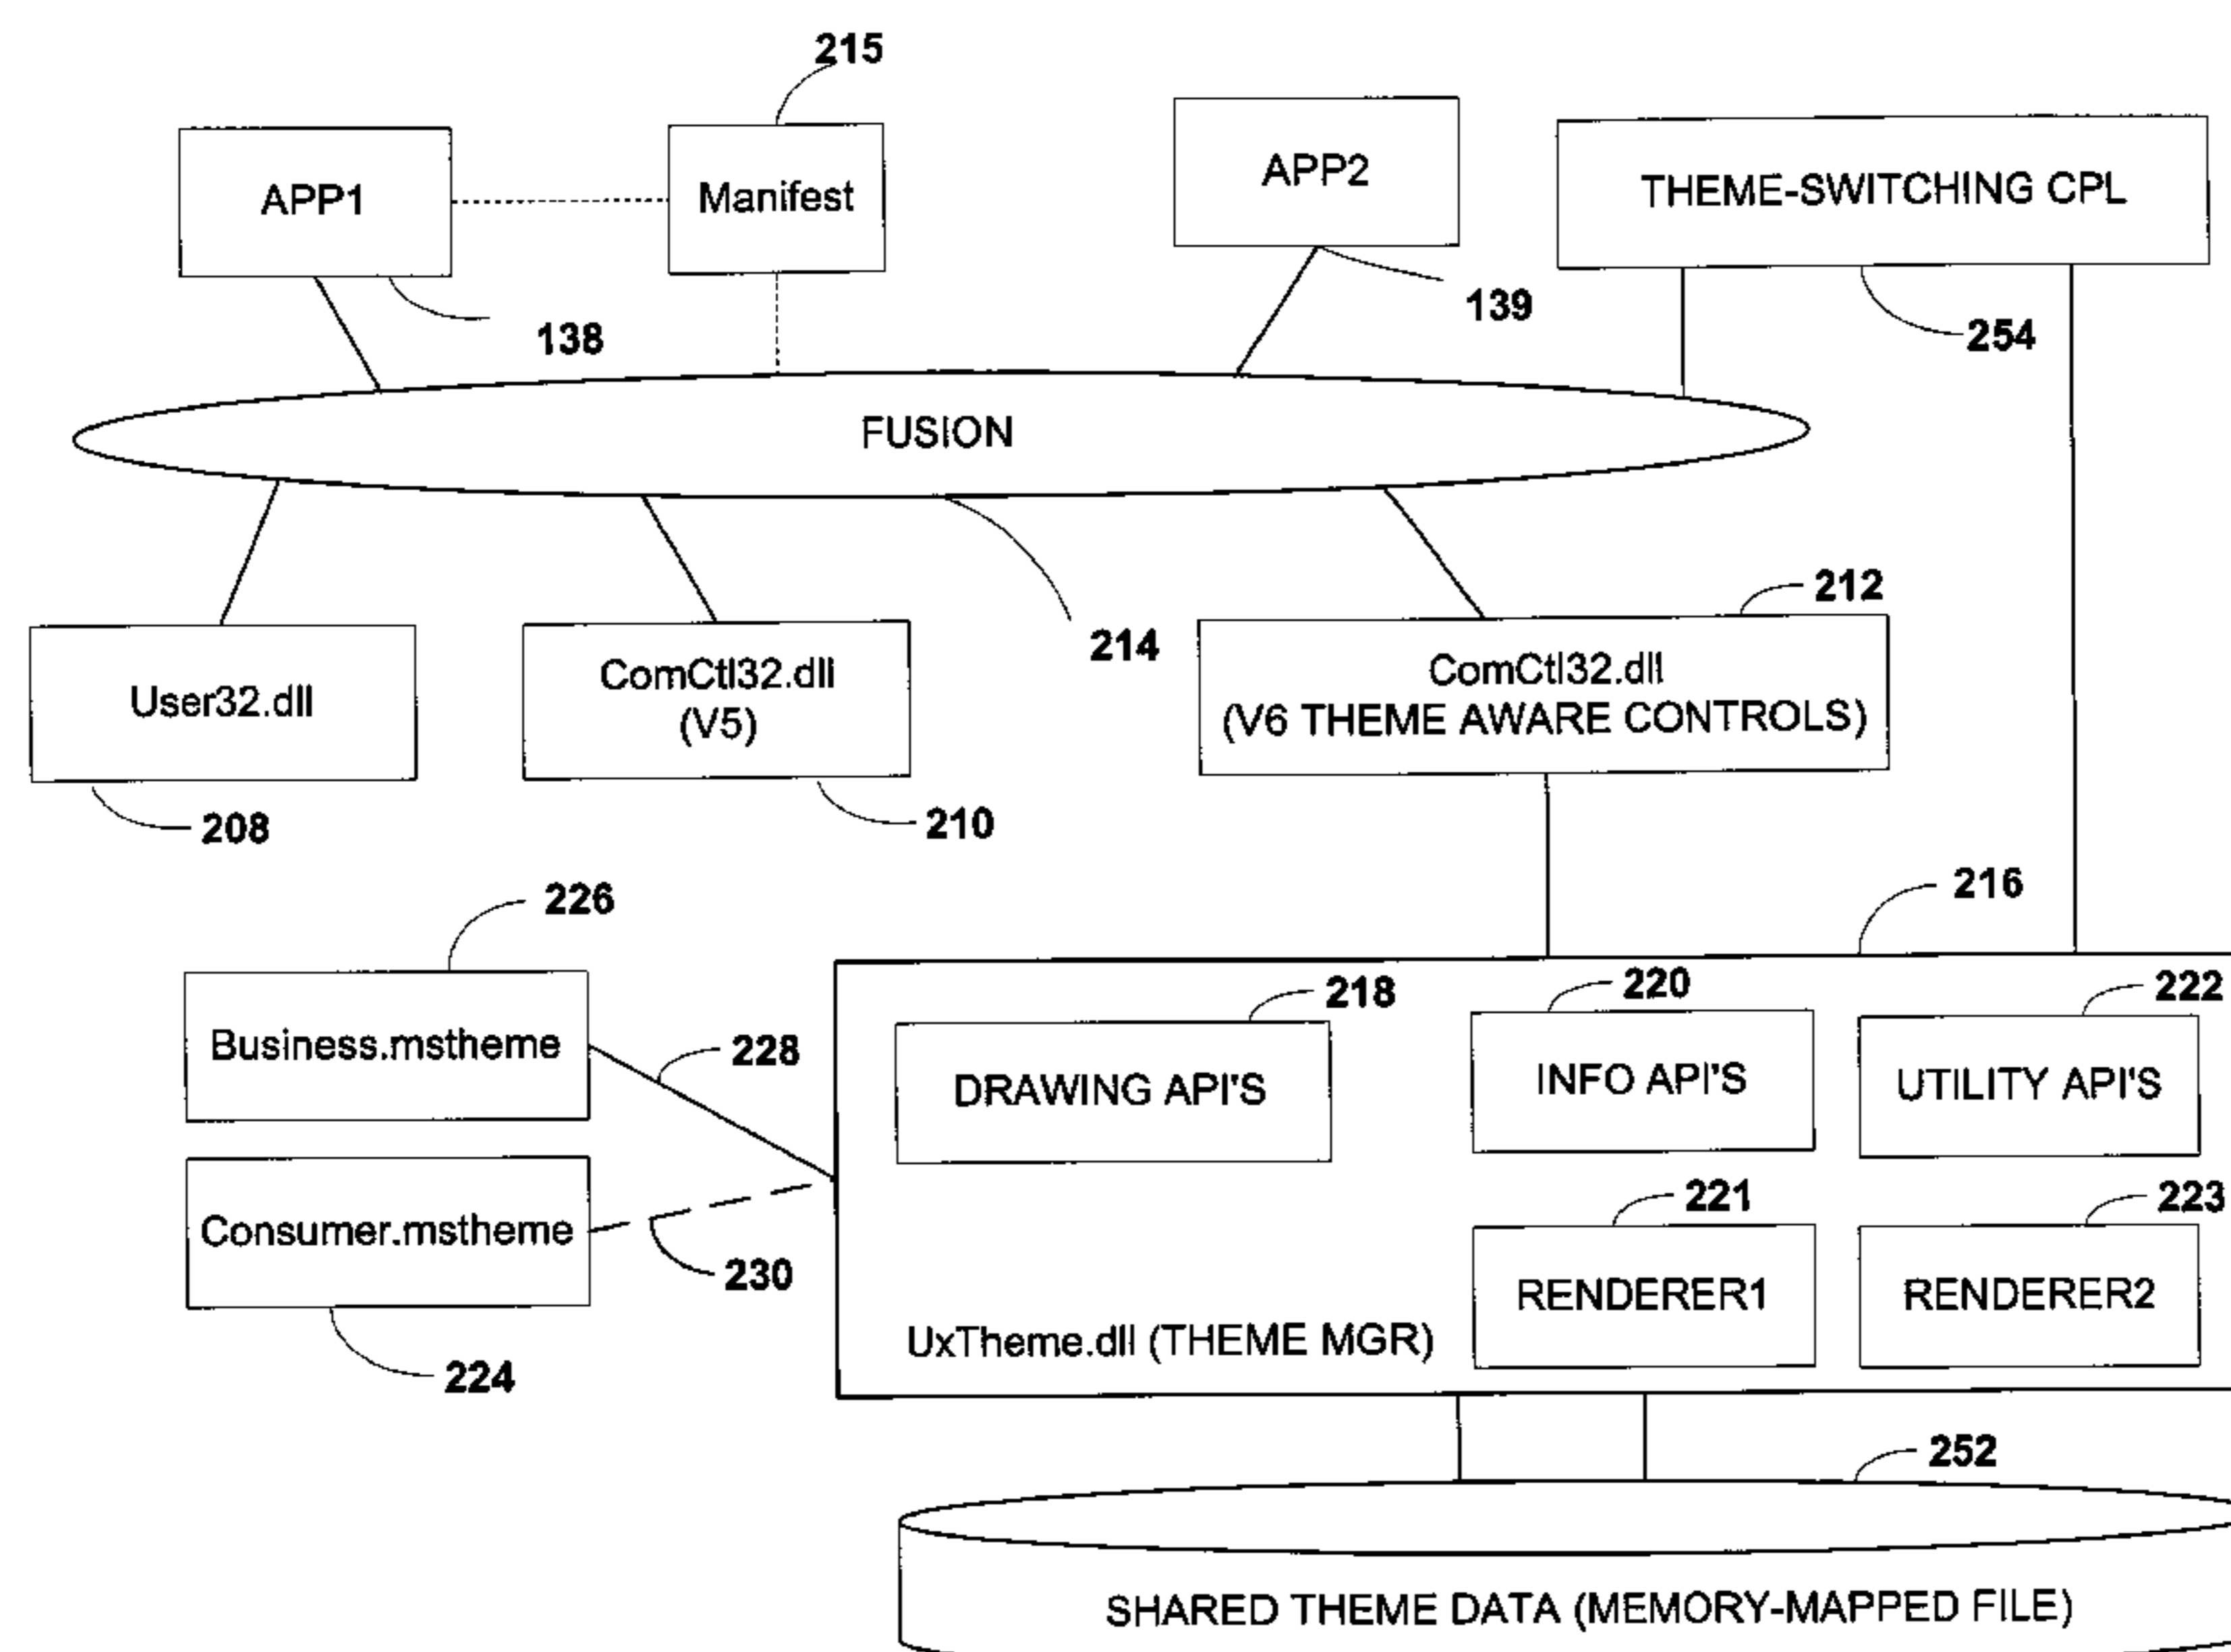 215
APP1
Manifest
APP2
THEME-SWITCHING CPL
138
139
254
FUSION
214
212
User32.dll
ComCtl32.dll
(V5)
ComCtl32.dll
(V6 THEME AWARE CONTROLS)
208
210
216
226
Business.mstheme
228
218
220
222
DRAWING API'S
INFO API'S
UTILITY API'S
Consumer.mstheme
230
224
221
223
RENDERER1
RENDERER2
UxTheme.dll (THEME MGR)
252
SHARED THEME DATA (MEMORY-MAPPED FILE)